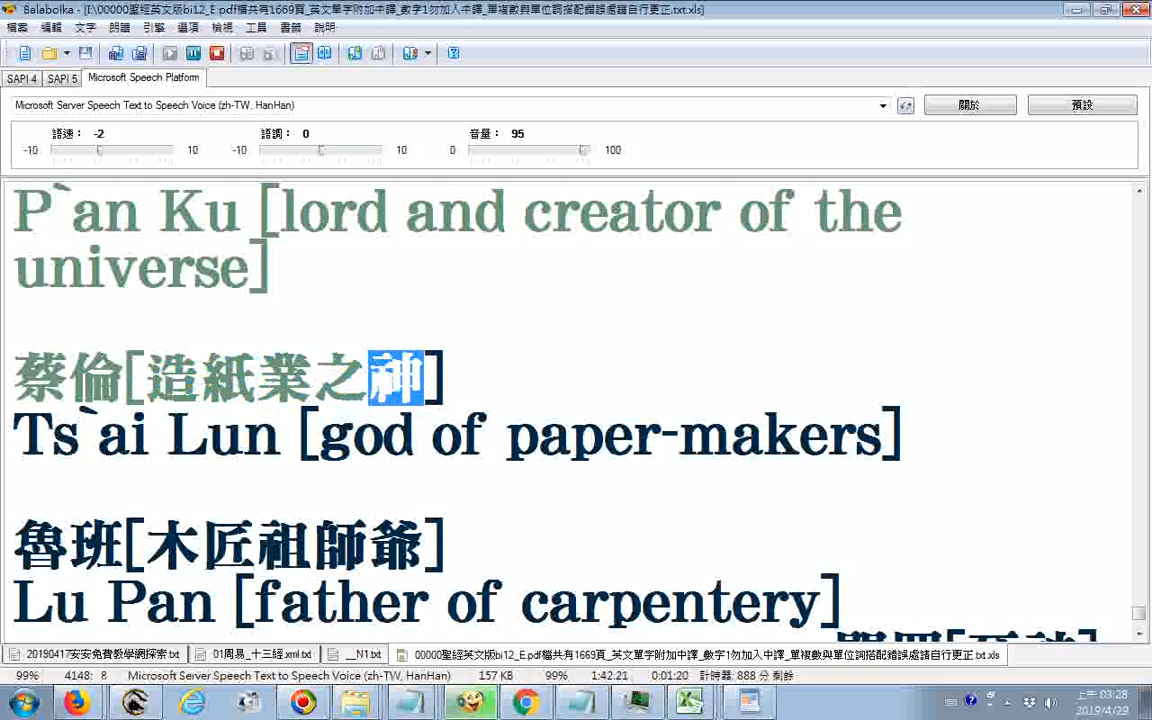 Balabolka - [I:\00000聖經英文版bi12_E.pdf檔共有1669頁_英文單字附加中譯_數字1勿加入中譯_單複數與單位詞搭配錯誤處請自行更正.txt.xls]
檔案 編輯 文字 朗讀 引擎 選項 檢視 工具 書籤 說明
SAPI 4 SAPI 5 Microsoft Speech Platform
Microsoft Server Speech Text to Speech Voice (zh-TW, HanHan) 關於 預設
語速： -2 語調： 0 音量： 95
-10 10 -10 10 0 100
P`an Ku [lord and creator of the
universe]
蔡倫[造紙業之神]
Ts`ai Lun [god of paper-makers]
魯班[木匠祖師爺]
Lu Pan [father of carpentery]
20190417安安免費教學網探索.txt 01周易_十三經.xml.txt __N1.txt 00000聖經英文版bi12_E.pdf檔共有1669頁_英文單字附加中譯_數字1勿加入中譯_單複數與單位詞搭配錯誤處請自行更正.txt.xls
99% 4148: 8 Microsoft Server Speech Text to Speech Voice (zh-TW, HanHan) 157 KB 99% 1:42:21 0:01:20 計時器: 888 分 剩餘
上午 03:28
2019/4/29